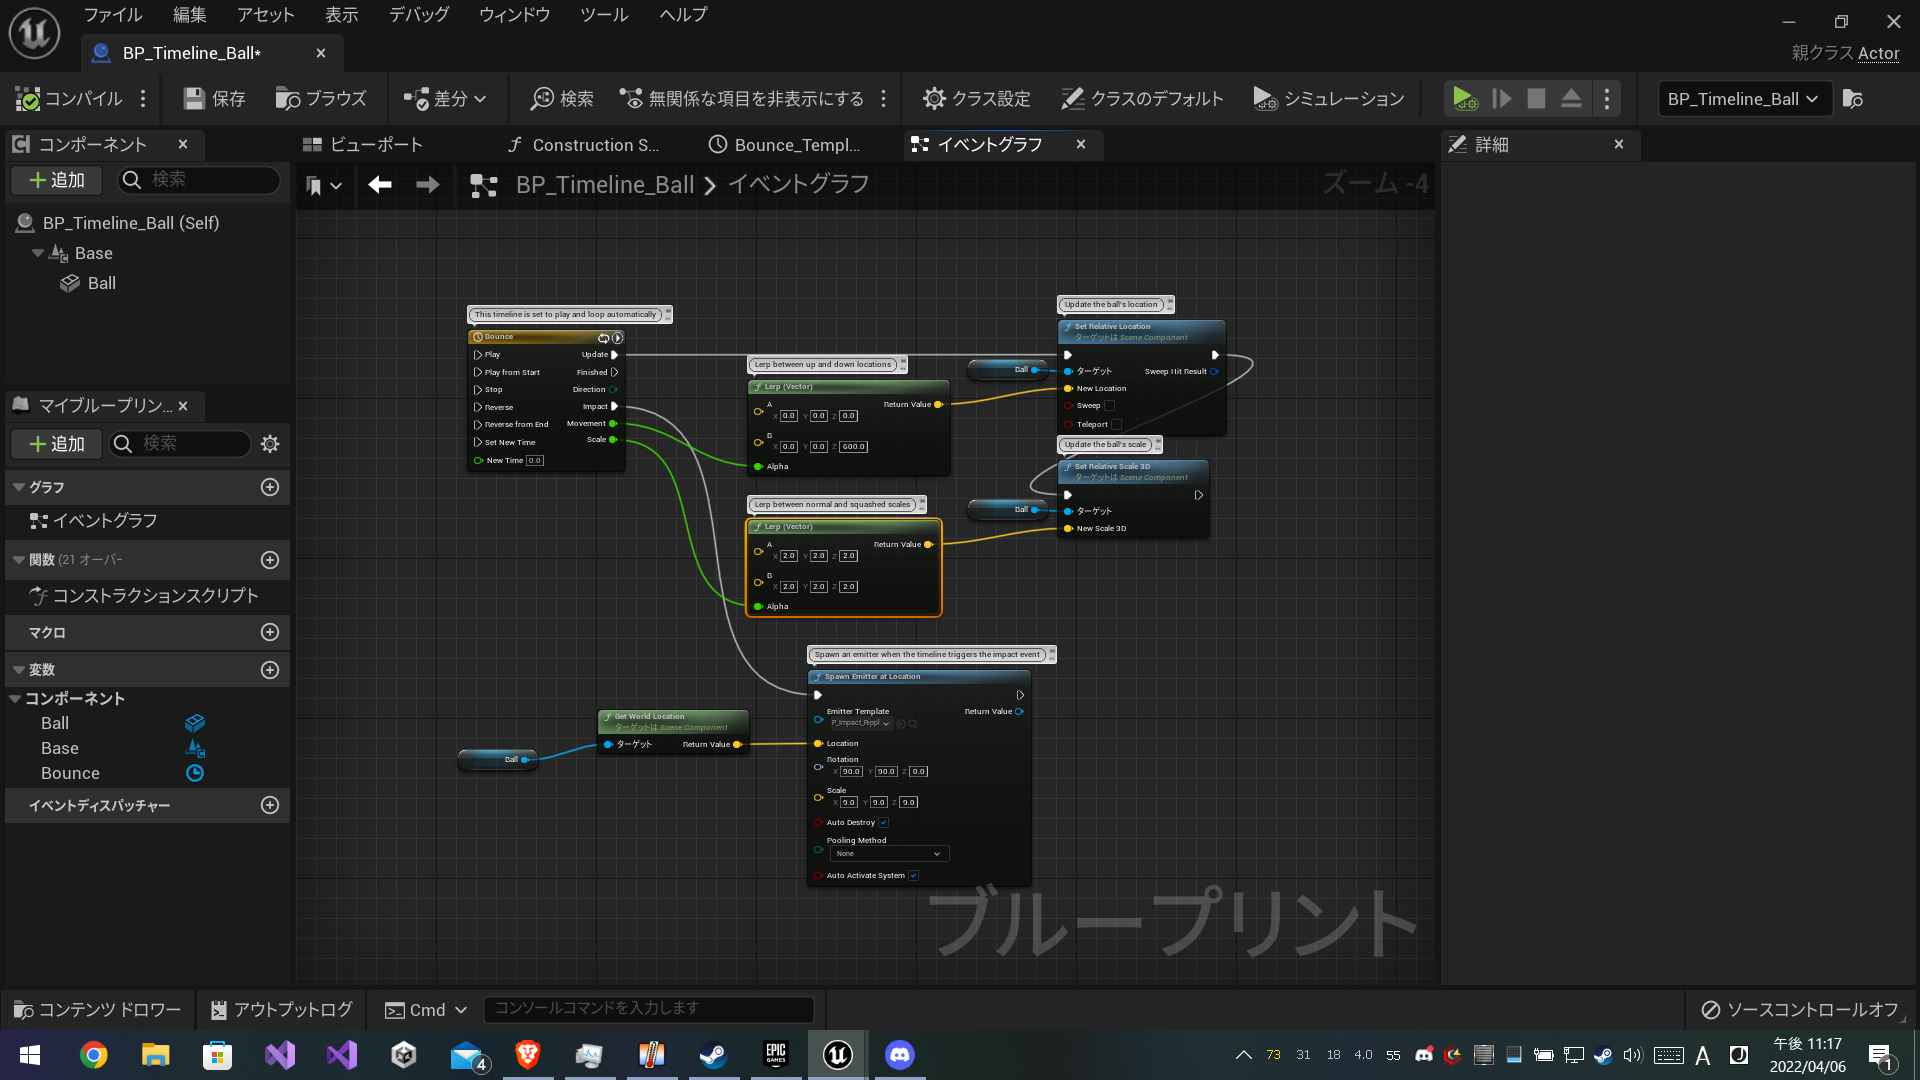 ファイル 編集 アセット 表示 デバッグ ウィンドウ ツール ヘルプ
BP_Timeline_Ball*
親クラス Actor
コンパイル 保存 ブラウズ 差分 検索 無関係な項目を非表示にする クラス設定 クラスのデフォルト シミュレーション BP_Timeline_Ball
コンポーネント
追加 検索
BP_Timeline_Ball (Self)
Base
Ball
マイブループリン...
追加 検索
グラフ
イベントグラフ
関数 (21 オーバー
コンストラクションスクリプト
マクロ
変数
コンポーネント
Ball
Base
Bounce
イベントディスパッチャー
ビューポート Construction S... Bounce_Templ... イベントグラフ
BP_Timeline_Ball イベントグラフ
ズーム -4
This timeline is set to play and loop automatically
Bounce
Play Update
Play from Start Finished
Stop Direction
Reverse Impact
Reverse from End Movement
Set New Time Scale
New Time 0.0
Lerp between up and down locations
Lerp (Vector)
A Return Value
X 0.0 Y 0.0 Z 0.0
B
X 0.0 Y 0.0 Z 600.0
Alpha
Ball
Update the ball's location
Set Relative Location
ターゲットは Scene Component
ターゲット Sweep Hit Result
New Location
Sweep
Teleport
Lerp between normal and squashed scales
Lerp (Vector)
A Return Value
X 2.0 Y 2.0 Z 2.0
B
X 2.0 Y 2.0 Z 2.0
Alpha
Ball
Update the ball's scale
Set Relative Scale 3D
ターゲットは Scene Component
ターゲット
New Scale 3D
Ball
Get World Location
ターゲットは Scene Component
ターゲット Return Value
Spawn an emitter when the timeline triggers the impact event
Spawn Emitter at Location
Emitter Template Return Value
P_Impact_Rippl
Location
Rotation
X 90.0 Y 90.0 Z 0.0
Scale
X 9.0 Y 9.0 Z 9.0
Auto Destroy
Pooling Method
None
Auto Activate System
ブループリント
詳細
コンテンツ ドロワー アウトプットログ Cmd コンソールコマンドを入力します ソースコントロールオフ
4 EPIC GAMES 73 31 18 4.0 55 A J 午後 11:17
2022/04/06 1